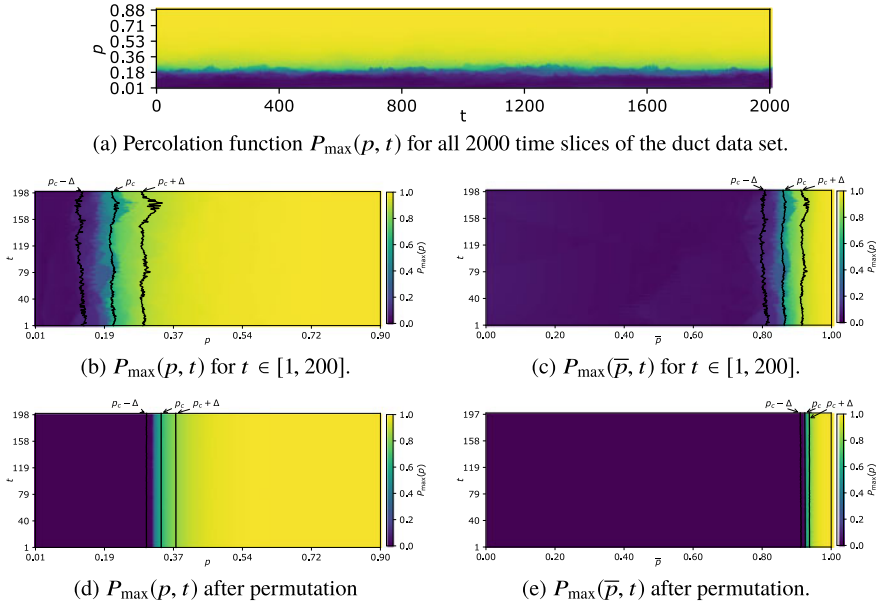 0.88
0.71
0.53
0.36
0.18
0.01
p
0 400 800 1200 1600 2000
t
(a) Percolation function P_max(p, t) for all 2000 time slices of the duct data set.
p_c − Δ p_c p_c + Δ
198
158
119
79
40
1
t
0.01 0.19 0.37 0.54 0.72 0.90
p
1.0
0.8
0.6
0.4
0.2
0.0
P_max(p)
(b) P_max(p, t) for t ∈ [1, 200].
p_c − Δ p_c p_c + Δ
198
158
119
79
40
1
t
0.00 0.20 0.40 0.60 0.80 1.00
p̅
1.0
0.8
0.6
0.4
0.2
0.0
P_max(p)
(c) P_max(p̅, t) for t ∈ [1, 200].
p_c − Δ p_c p_c + Δ
198
158
119
79
40
1
t
0.01 0.19 0.37 0.54 0.72 0.90
p
1.0
0.8
0.6
0.4
0.2
0.0
P_max(p)
(d) P_max(p, t) after permutation
p_c − Δ p_c p_c + Δ
197
158
119
79
40
1
t
0.00 0.20 0.40 0.60 0.80 1.00
p̅
1.0
0.8
0.6
0.4
0.2
0.0
P_max(p)
(e) P_max(p̅, t) after permutation.